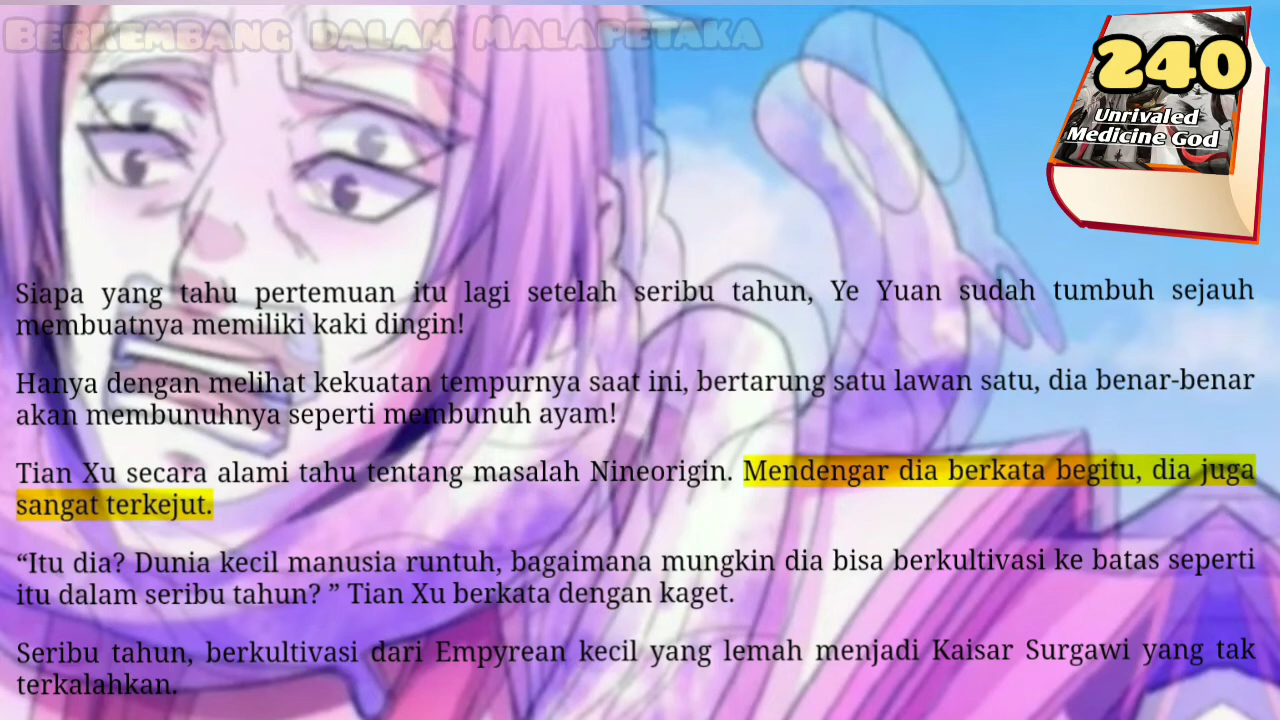 Berkembang dalam Malapetaka
240
Unrivaled
Medicine God
Siapa yang tahu pertemuan itu lagi setelah seribu tahun, Ye Yuan sudah tumbuh sejauh
membuatnya memiliki kaki dingin!
Hanya dengan melihat kekuatan tempurnya saat ini, bertarung satu lawan satu, dia benar-benar
akan membunuhnya seperti membunuh ayam!
Tian Xu secara alami tahu tentang masalah Nineorigin. Mendengar dia berkata begitu, dia juga
sangat terkejut.
“Itu dia? Dunia kecil manusia runtuh, bagaimana mungkin dia bisa berkultivasi ke batas seperti
itu dalam seribu tahun? ” Tian Xu berkata dengan kaget.
Seribu tahun, berkultivasi dari Empyrean kecil yang lemah menjadi Kaisar Surgawi yang tak
terkalahkan.